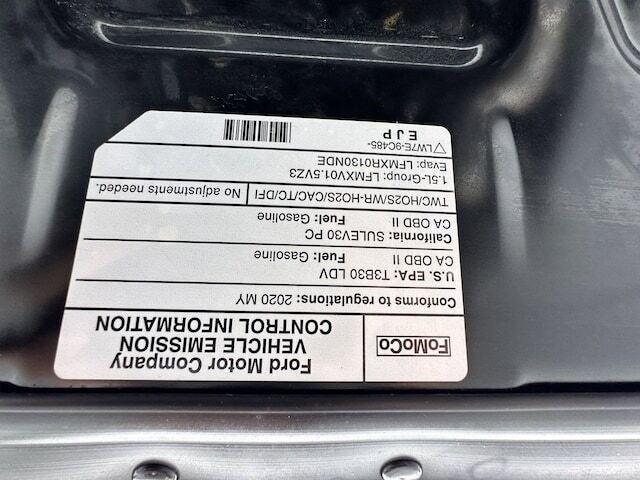 FoMoCo
Ford Motor Company
VEHICLE EMISSION
CONTROL INFORMATION
Conforms to regulations: 2020 MY
U.S. EPA: T3B30 LDV
CA OBD II Fuel: Gasoline
California: SULEV30 PC
CA OBD II Fuel: Gasoline
TWC/HO2S/WR-HO2S/CAC/TC/DFI No adjustments needed.
1.5L-Group: LFMXV01.5VZ3
Evap: LFMXR0130NDE
LW7E-9C485-
EJP